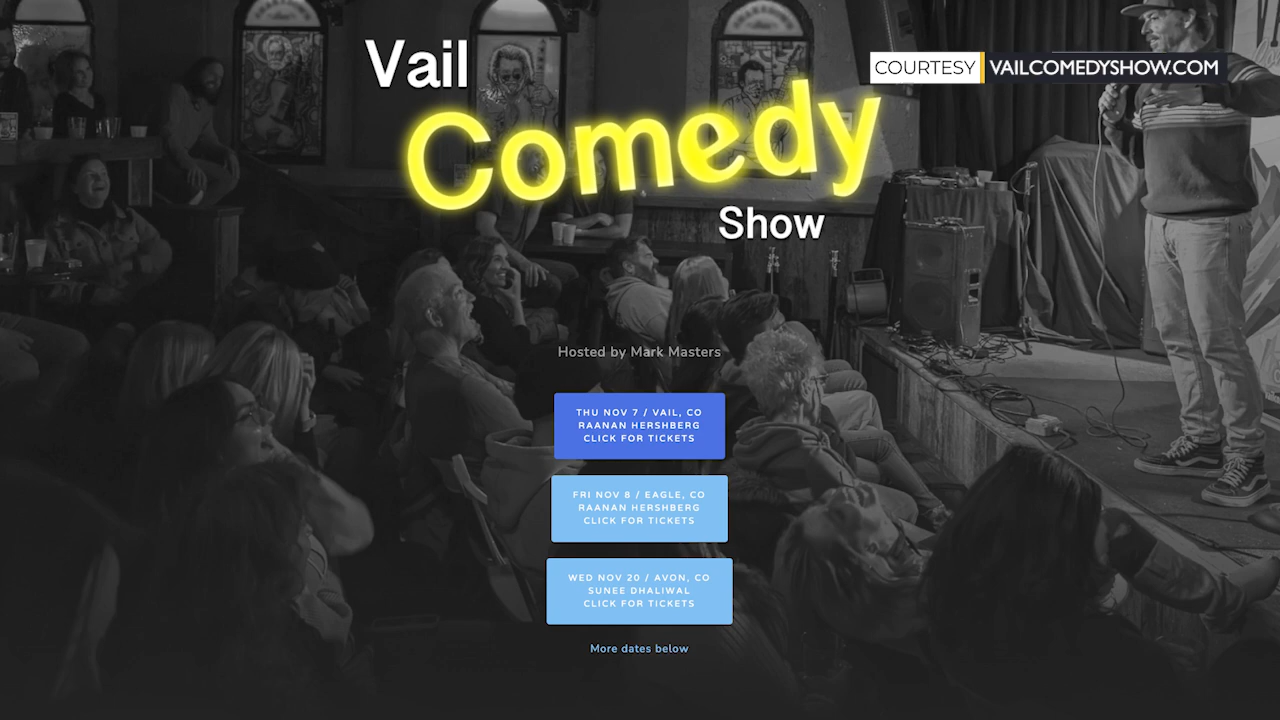 Vail
Comedy
Show
COURTESY VAILCOMEDYSHOW.COM
Hosted by Mark Masters
THU NOV 7 / VAIL, CO
RAANAN HERSHBERG
CLICK FOR TICKETS
FRI NOV 8 / EAGLE, CO
RAANAN HERSHBERG
CLICK FOR TICKETS
WED NOV 20 / AVON, CO
SUNEE DHALIWAL
CLICK FOR TICKETS
More dates below